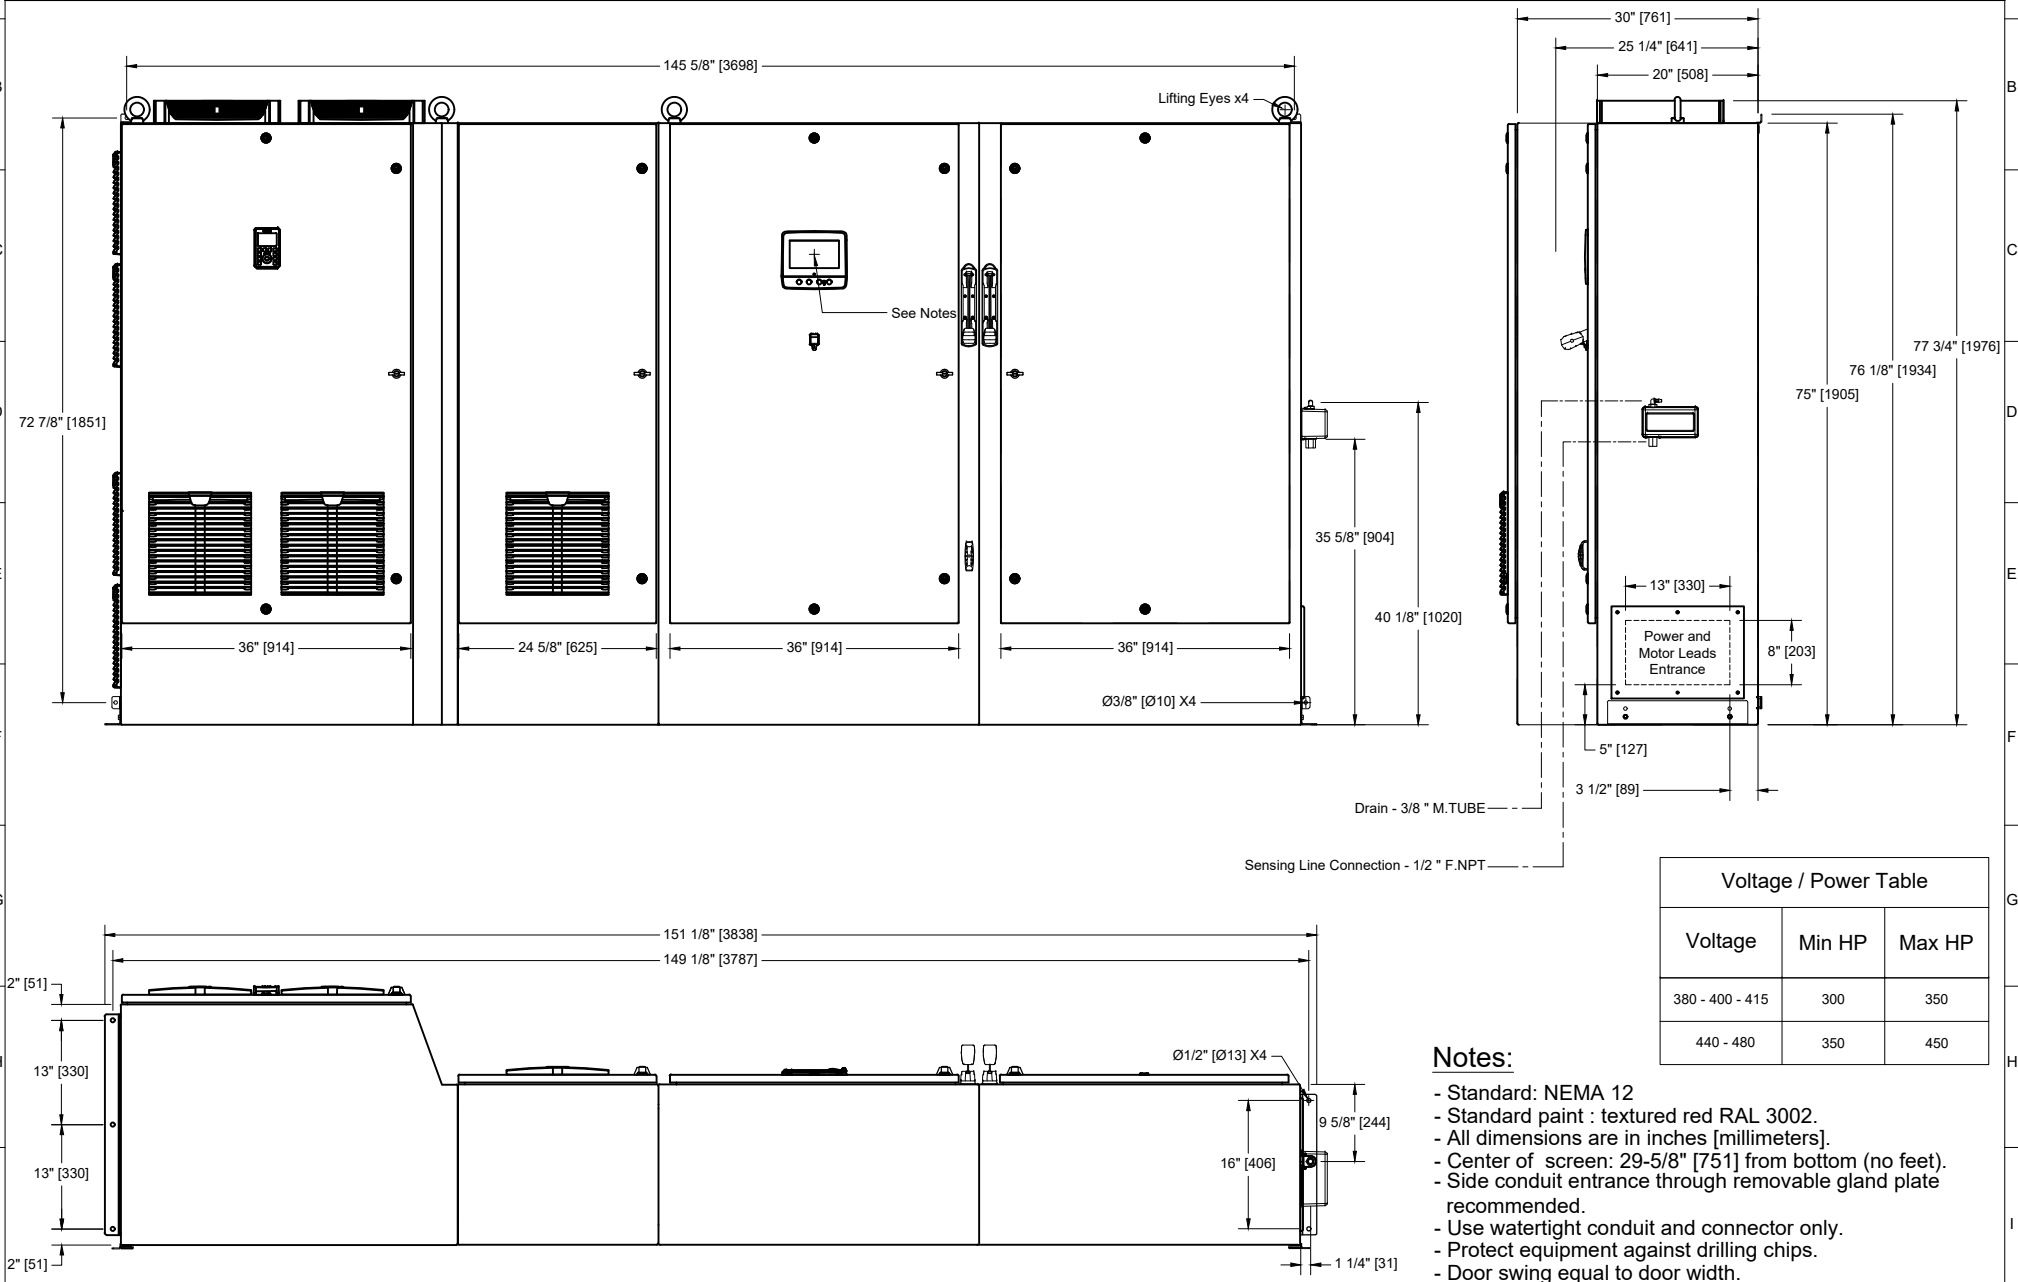 30" [761]
25 1/4" [641]
20" [508]
145 5/8" [3698]
Lifting Eyes x4
B
B
C
C
See Notes
77 3/4" [1976]
76 1/8" [1934]
75" [1905]
72 7/8" [1851]
D
D
35 5/8" [904]
E
E
13" [330]
40 1/8" [1020]
Power and
Motor Leads
Entrance
8" [203]
36" [914]
24 5/8" [625]
36" [914]
36" [914]
Ø3/8" [Ø10] X4
F
F
5" [127]
3 1/2" [89]
Drain - 3/8 " M.TUBE
Sensing Line Connection - 1/2 " F.NPT
Voltage / Power Table
G
G
Voltage Min HP Max HP
380 - 400 - 415 300 350
440 - 480 350 450
151 1/8" [3838]
149 1/8" [3787]
2" [51]
13" [330]
13" [330]
2" [51]
Ø1/2" [Ø13] X4
9 5/8" [244]
16" [406]
1 1/4" [31]
H
H
I
Notes:
- Standard: NEMA 12
- Standard paint : textured red RAL 3002.
- All dimensions are in inches [millimeters].
- Center of screen: 29-5/8" [751] from bottom (no feet).
- Side conduit entrance through removable gland plate
recommended.
- Use watertight conduit and connector only.
- Protect equipment against drilling chips.
- Door swing equal to door width.